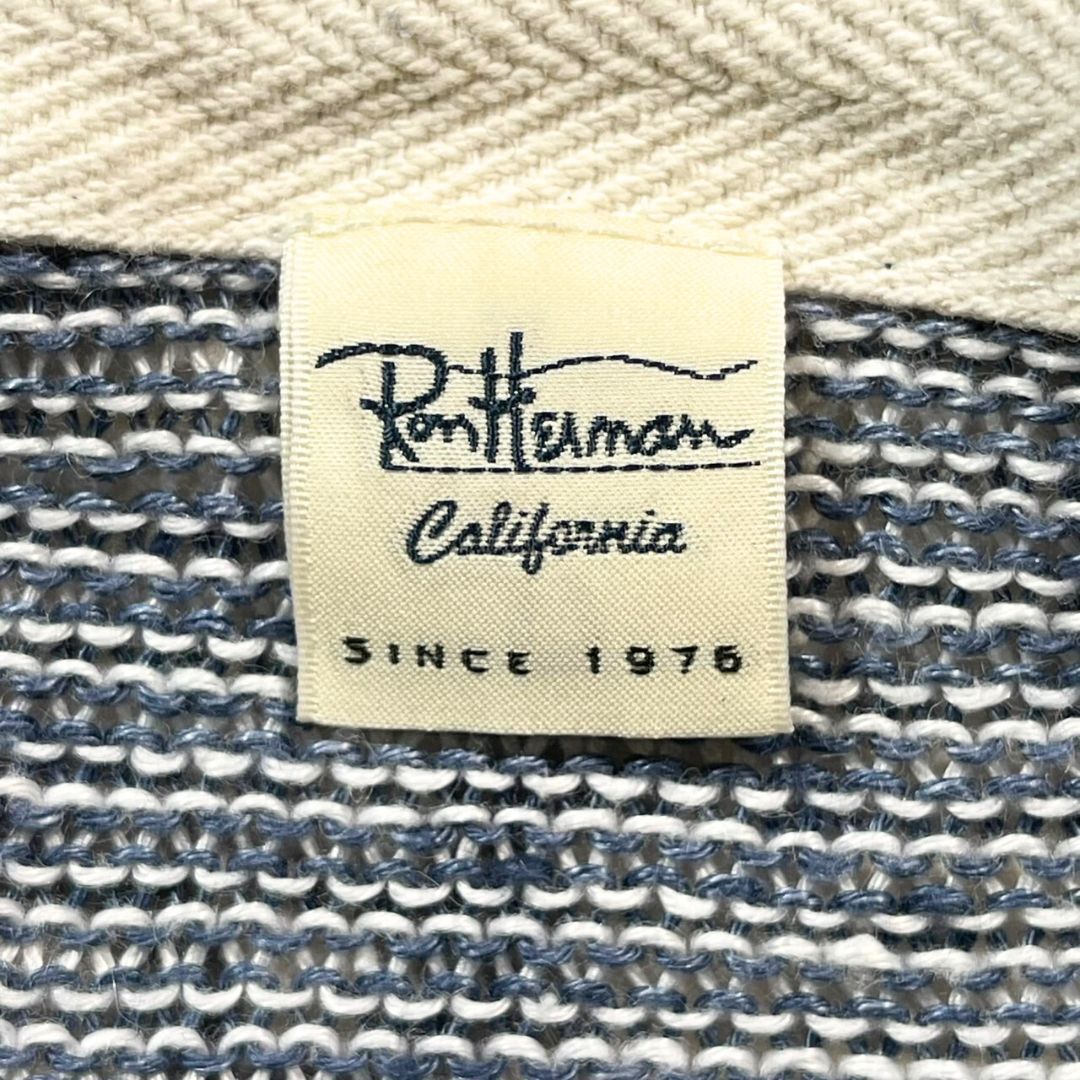 Ron Herman
California
SINCE 1976